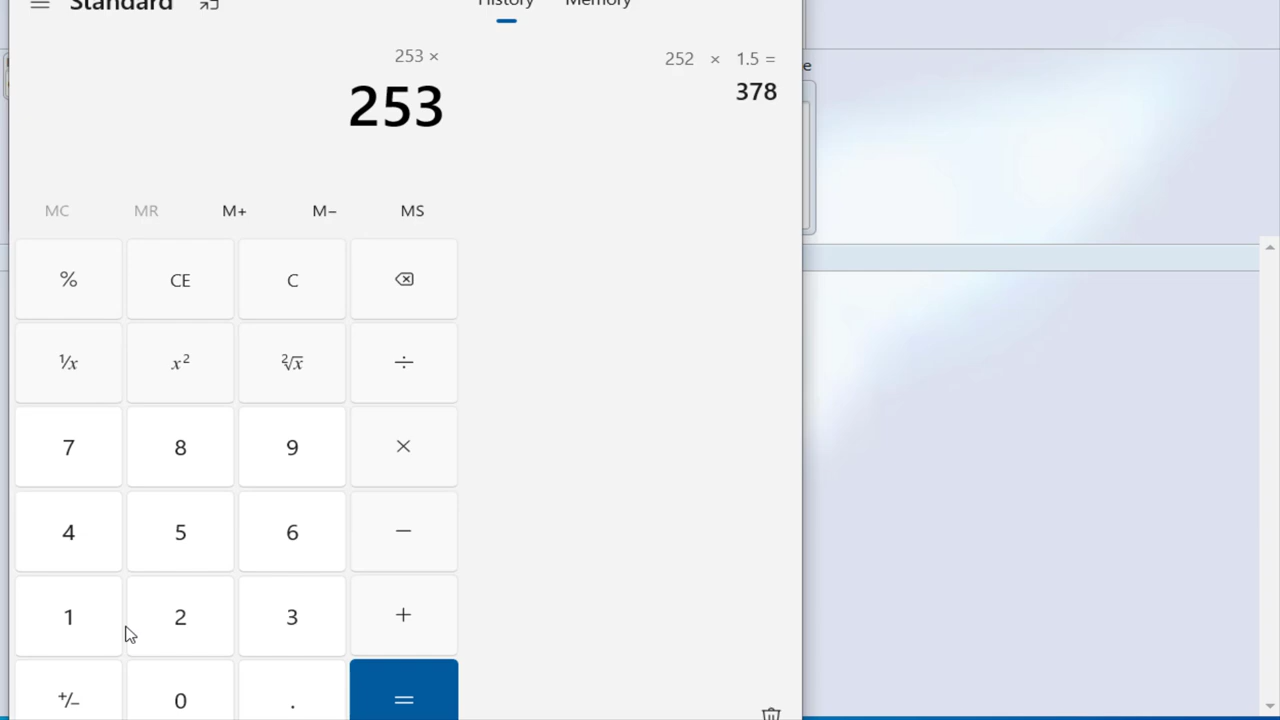 Standard
History Memory
253 ×
253
252 × 1.5 =
378
e
MC MR M+ M− MS
% CE C
⅟x x² ²√x ÷
7 8 9 ×
4 5 6 −
1 2 3 +
+/− 0 . =